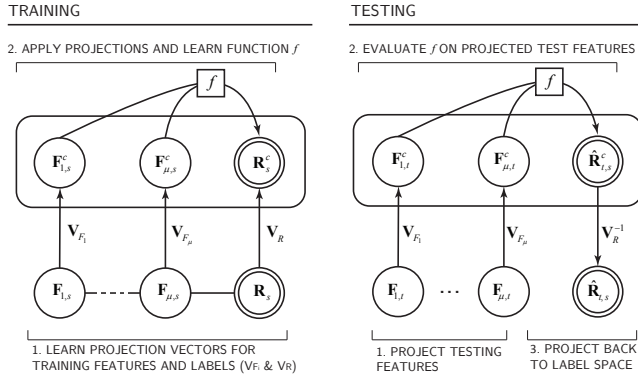 TRAINING
2. APPLY PROJECTIONS AND LEARN FUNCTION f
f
F^c_{1,s} F^c_{μ,s} R^c_s
V_{F_1} V_{F_μ} V_R
F_{1,s} F_{μ,s} R_s
1. LEARN PROJECTION VECTORS FOR
TRAINING FEATURES AND LABELS (V_{Fi} & V_R)
TESTING
2. EVALUATE f ON PROJECTED TEST FEATURES
f
F^c_{1,t} F^c_{μ,t} R̂^c_{t,s}
V_{F_1} V_{F_μ} V_R^{-1}
F_{1,t} ... F_{μ,t} R̂_{t,s}
1. PROJECT TESTING
FEATURES
3. PROJECT BACK
TO LABEL SPACE